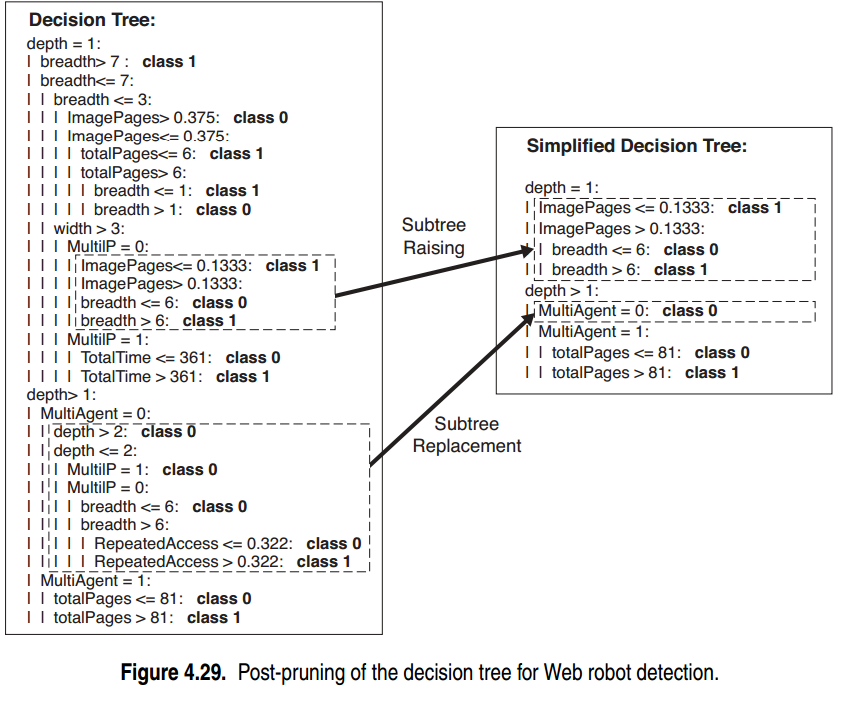 Decision Tree:
depth = 1:
| breadth> 7 : class 1
| breadth<= 7:
| | breadth <= 3:
| | | ImagePages> 0.375: class 0
| | | ImagePages<= 0.375:
| | | | totalPages<= 6: class 1
| | | | totalPages> 6:
| | | | | breadth <= 1: class 1
| | | | | breadth > 1: class 0
| | width > 3:
| | | MultiIP = 0:
| | | | ImagePages<= 0.1333: class 1
| | | | ImagePages> 0.1333:
| | | | breadth <= 6: class 0
| | | | breadth > 6: class 1
| | | MultiIP = 1:
| | | | TotalTime <= 361: class 0
| | | | TotalTime > 361: class 1
depth> 1:
| MultiAgent = 0:
| | depth > 2: class 0
| | depth <= 2:
| | | MultiIP = 1: class 0
| | | MultiIP = 0:
| | | | breadth <= 6: class 0
| | | | breadth > 6:
| | | | | RepeatedAccess <= 0.322: class 0
| | | | | RepeatedAccess > 0.322: class 1
| MultiAgent = 1:
| | totalPages <= 81: class 0
| | totalPages > 81: class 1
Subtree
Raising
Subtree
Replacement
Simplified Decision Tree:
depth = 1:
| ImagePages <= 0.1333: class 1
| ImagePages > 0.1333:
| | breadth <= 6: class 0
| | breadth > 6: class 1
depth > 1:
| MultiAgent = 0: class 0
| MultiAgent = 1:
| | totalPages <= 81: class 0
| | totalPages > 81: class 1
Figure 4.29. Post-pruning of the decision tree for Web robot detection.